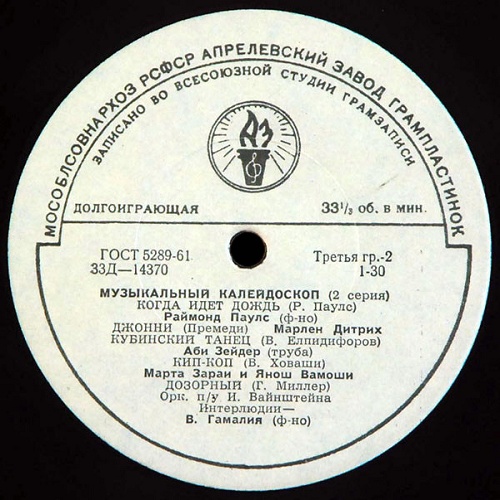 МОСОБЛСОВНАРХОЗ РСФСР АПРЕЛЕВСКИЙ ЗАВОД ГРАМПЛАСТИНОК
ЗАПИСАНО ВО ВСЕСОЮЗНОЙ СТУДИИ ГРАМЗАПИСИ
АЗ
ДОЛГОИГРАЮЩАЯ 33⅓ об. в мин.
ГОСТ 5289-61 Третья гр.-2
33Д—14370 1-30
МУЗЫКАЛЬНЫЙ КАЛЕЙДОСКОП (2 серия)
КОГДА ИДЕТ ДОЖДЬ (Р. Паулс)
Раймонд Паулс (ф-но)
ДЖОННИ (Премеди) Марлен Дитрих
КУБИНСКИЙ ТАНЕЦ (В. Елпидифоров)
Аби Зейдер (труба)
КИП-КОП (В. Ховаши)
Марта Зараи и Янош Вамоши
ДОЗОРНЫЙ (Г. Миллер)
Орк. п/у И. Вайнштейна
Интерлюдии—
В. Гамалия (ф-но)